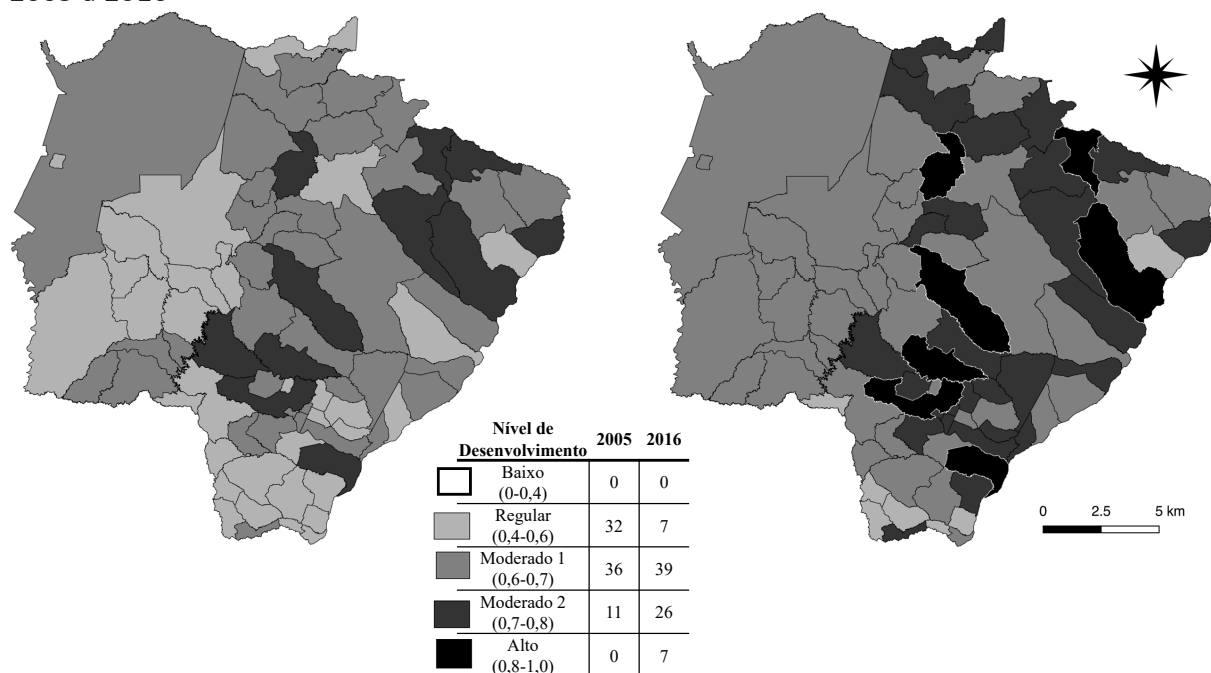 Nível de
Desenvolvimento 2005 2016
Baixo
(0-0,4) 0 0
Regular
(0,4-0,6) 32 7
Moderado 1
(0,6-0,7) 36 39
Moderado 2
(0,7-0,8) 11 26
Alto
(0,8-1,0) 0 7
0 2.5 5 km